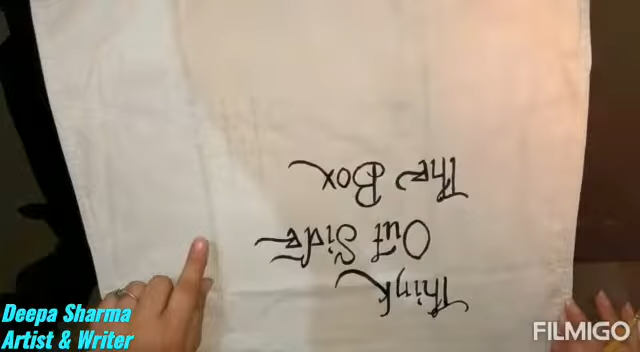 Think
Out Side
The Box
Deepa Sharma
Artist & Writer
FILMIGO